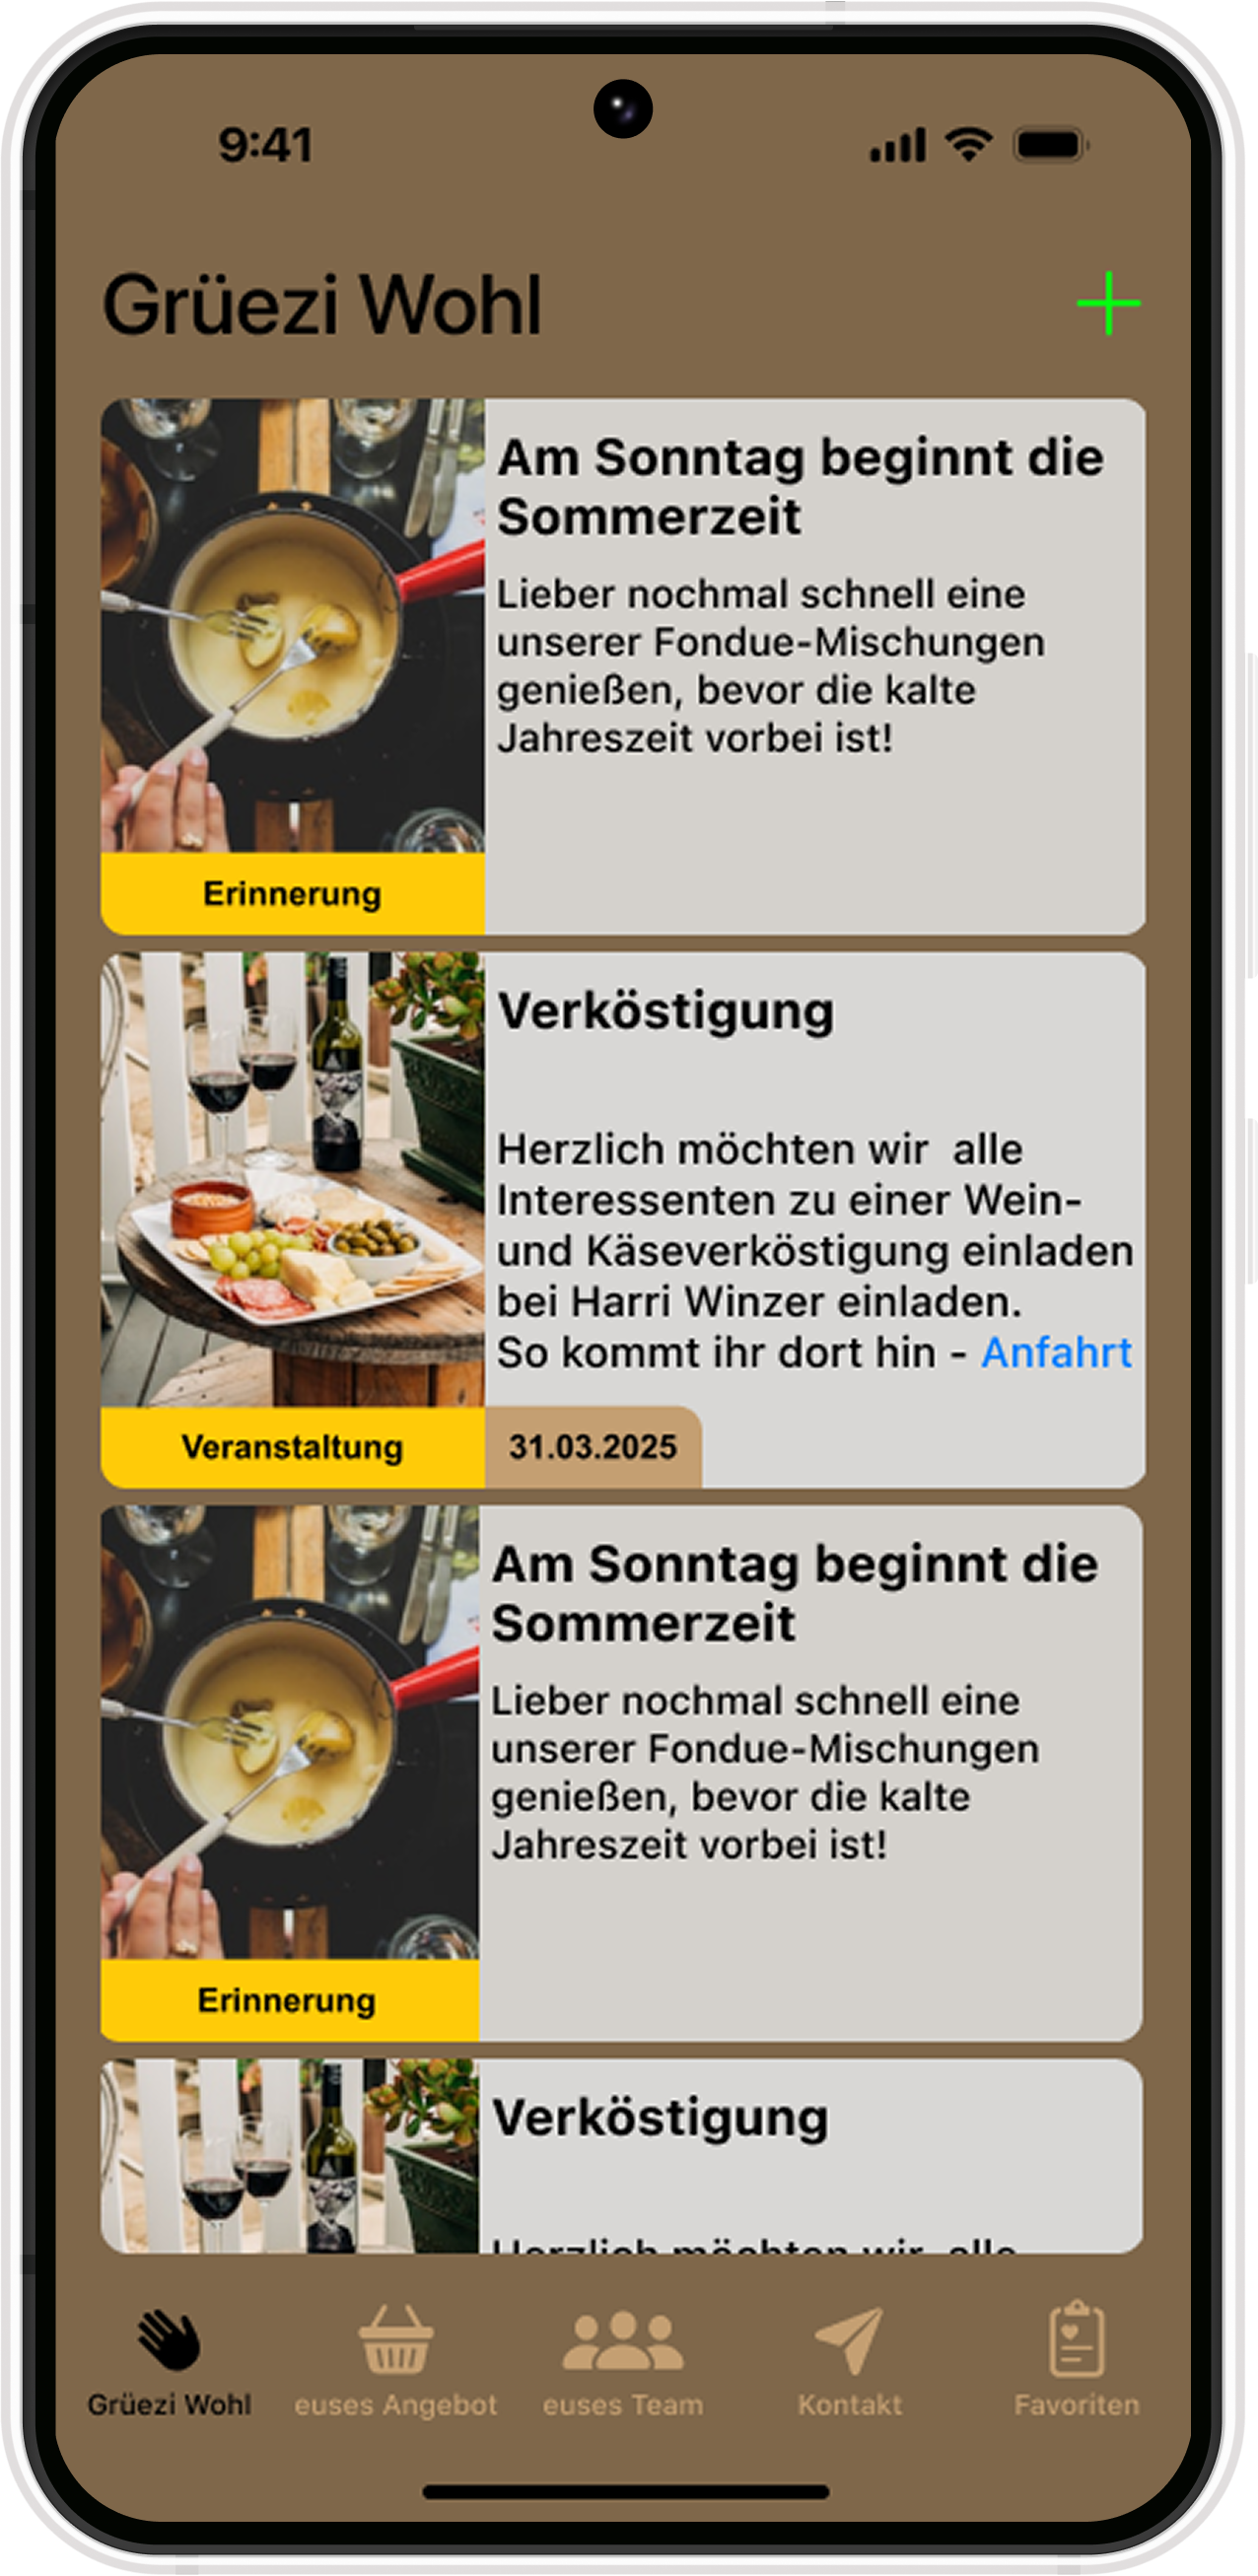 9:41
Grüezi Wohl
Am Sonntag beginnt die
Sommerzeit
Lieber nochmal schnell eine
unserer Fondue-Mischungen
genießen, bevor die kalte
Jahreszeit vorbei ist!
Erinnerung
Verköstigung
Herzlich möchten wir  alle
Interessenten zu einer Wein-
und Käseverköstigung einladen
bei Harri Winzer einladen.
So kommt ihr dort hin - Anfahrt
Veranstaltung
31.03.2025
Am Sonntag beginnt die
Sommerzeit
Lieber nochmal schnell eine
unserer Fondue-Mischungen
genießen, bevor die kalte
Jahreszeit vorbei ist!
Erinnerung
Verköstigung
Herzlich möchten wir  alle
Grüezi Wohl
euses Angebot
euses Team
Kontakt
Favoriten